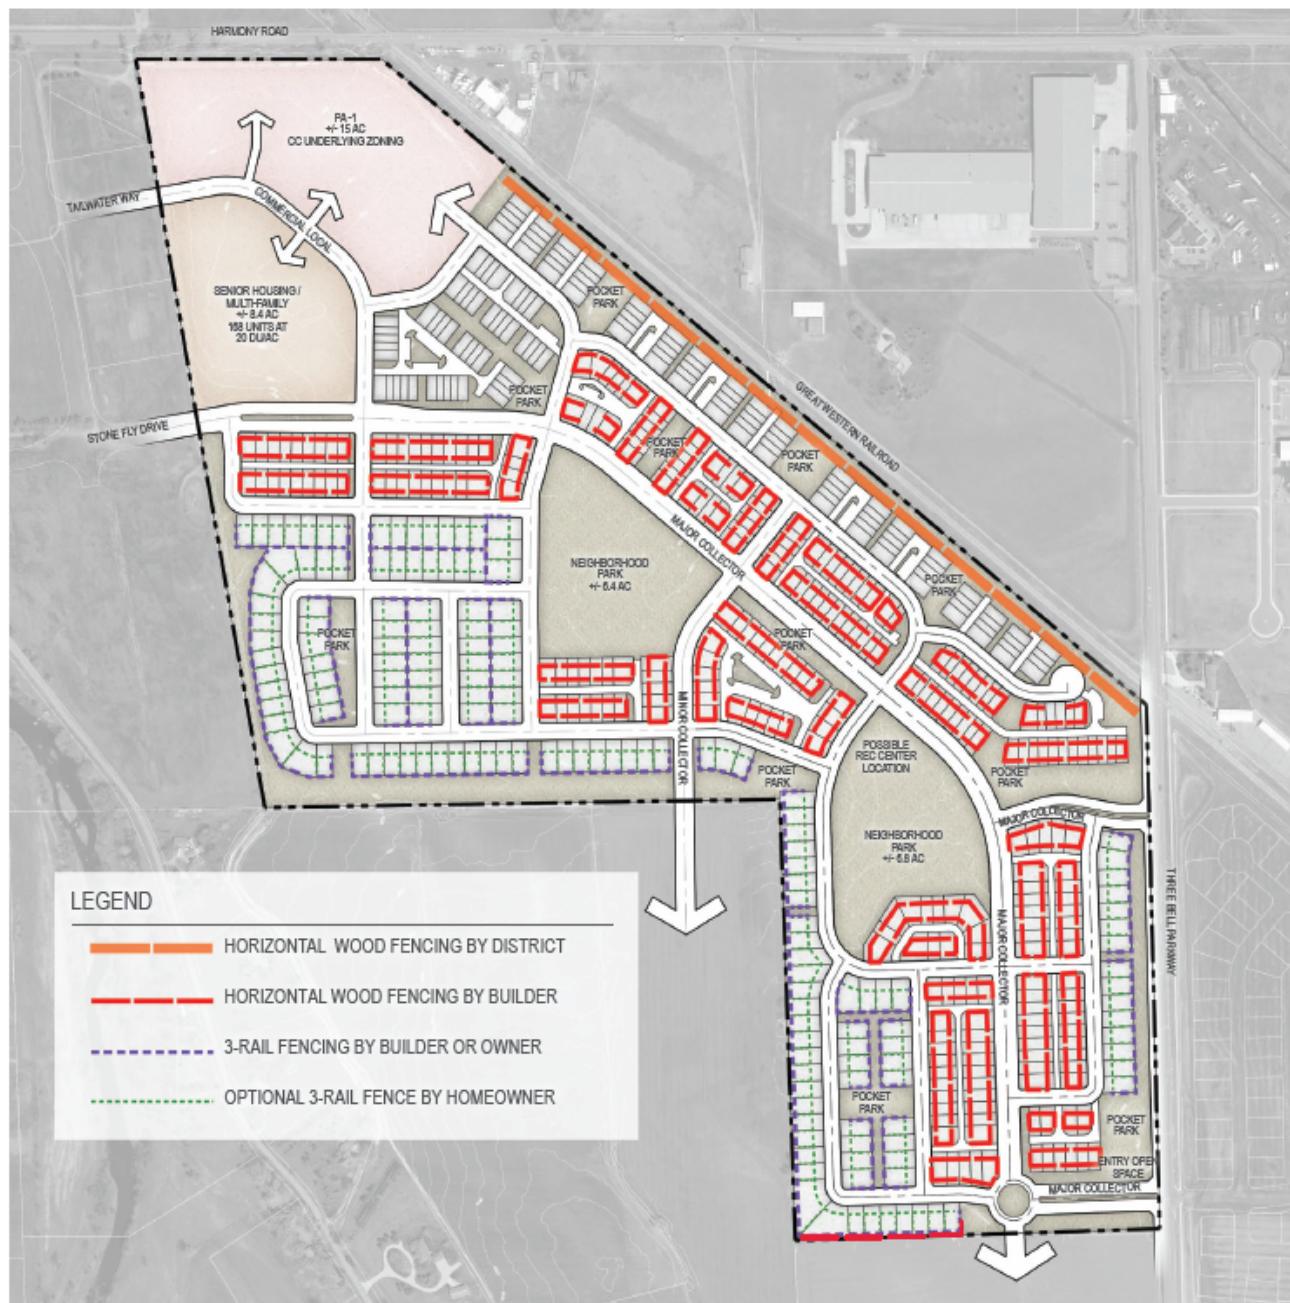 HARMONY ROAD
PA-1
+/- 15 AC
CC UNDERLYING ZONING
TAILWATER WAY
COMMERCIAL LOCAL
SENIOR HOUSING /
MULTI-FAMILY
+/- 8.4 AC
168 UNITS AT
20 DU/AC
POCKET
PARK
POCKET
PARK
GREAT WESTERN RAILROAD
STONE FLY DRIVE
POCKET
PARK
POCKET
PARK
MAJOR COLLECTOR
NEIGHBORHOOD
PARK
+/- 6.4 AC
POCKET
PARK
POCKET
PARK
POCKET
PARK
MINOR COLLECTOR
POSSIBLE
REC CENTER
LOCATION
POCKET
PARK
POCKET
PARK
MAJOR COLLECTOR
NEIGHBORHOOD
PARK
+/- 6.8 AC
THREE BELL PARKWAY
MAJOR COLLECTOR
LEGEND
HORIZONTAL WOOD FENCING BY DISTRICT
HORIZONTAL WOOD FENCING BY BUILDER
3-RAIL FENCING BY BUILDER OR OWNER
OPTIONAL 3-RAIL FENCE BY HOMEOWNER
POCKET
PARK
POCKET
PARK
ENTRY OPEN
SPACE
MAJOR COLLECTOR